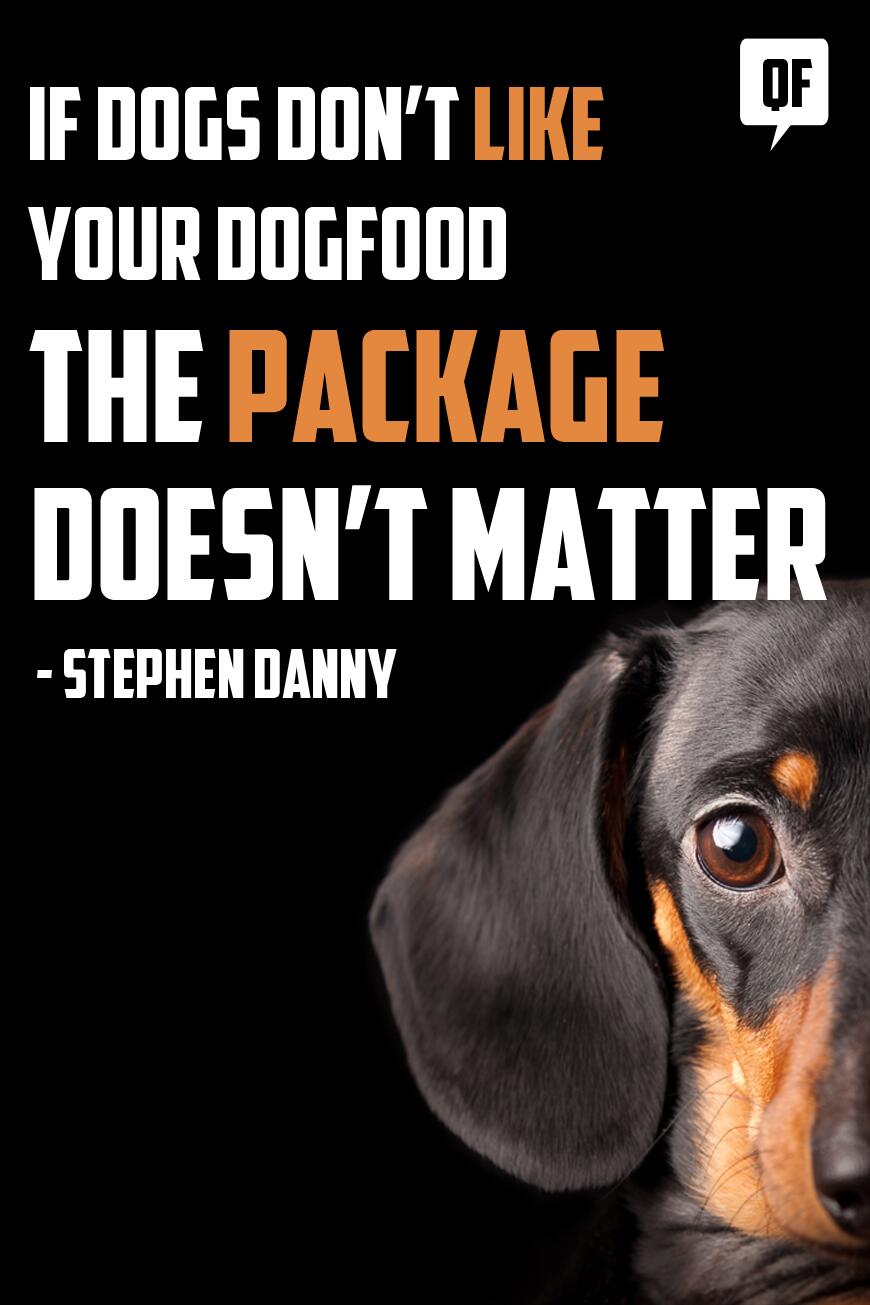 QF
IF DOGS DON'T LIKE
YOUR DOGFOOD
THE PACKAGE
DOESN'T MATTER
- STEPHEN DANNY